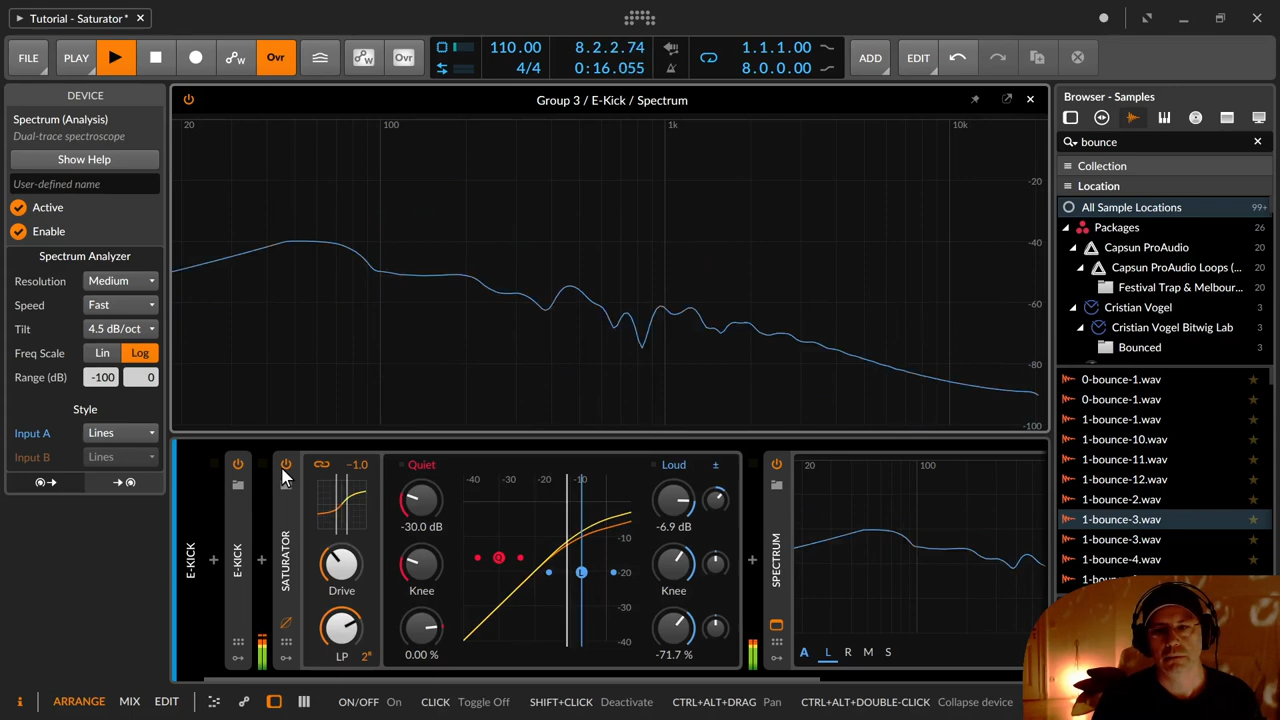 Tutorial - Saturator*
FILE
PLAY
Ovr
Ovr
110.00
4/4
8.2.2.74
0:16.055
1.1.1.00
8.0.0.00
ADD
EDIT
DEVICE
Spectrum (Analysis)
Dual-trace spectroscope
Show Help
User-defined name
Active
Enable
Spectrum Analyzer
Resolution Medium
Speed Fast
Tilt 4.5 dB/oct
Freq Scale Lin Log
Range (dB) -100 0
Style
Input A Lines
Input B Lines
Group 3 / E-Kick / Spectrum
20 100 1k 10k
-20
-40
-60
-80
-100
E-KICK
E-KICK
SATURATOR
-1.0
Drive
LP 2ⁿ
Quiet
-30.0 dB
Knee
0.00 %
-40 -30 -20 -10
-10
-20
-30
-40
Q
L
Loud ±
-6.9 dB
Knee
-71.7 %
SPECTRUM
20 100
A L R M S
Browser - Samples
bounce
Collection
Location
All Sample Locations 99+
Packages 26
Capsun ProAudio 20
Capsun ProAudio Loops (... 20
Festival Trap & Melbour... 20
Cristian Vogel 3
Cristian Vogel Bitwig Lab 3
Bounced 3
0-bounce-1.wav
0-bounce-1.wav
1-bounce-1.wav
1-bounce-10.wav
1-bounce-11.wav
1-bounce-12.wav
1-bounce-2.wav
1-bounce-3.wav
1-bounce-3.wav
1-bounce-4.wav
i ARRANGE MIX EDIT
ON/OFF On CLICK Toggle Off SHIFT+CLICK Deactivate CTRL+ALT+DRAG Pan CTRL+ALT+DOUBLE-CLICK Collapse device